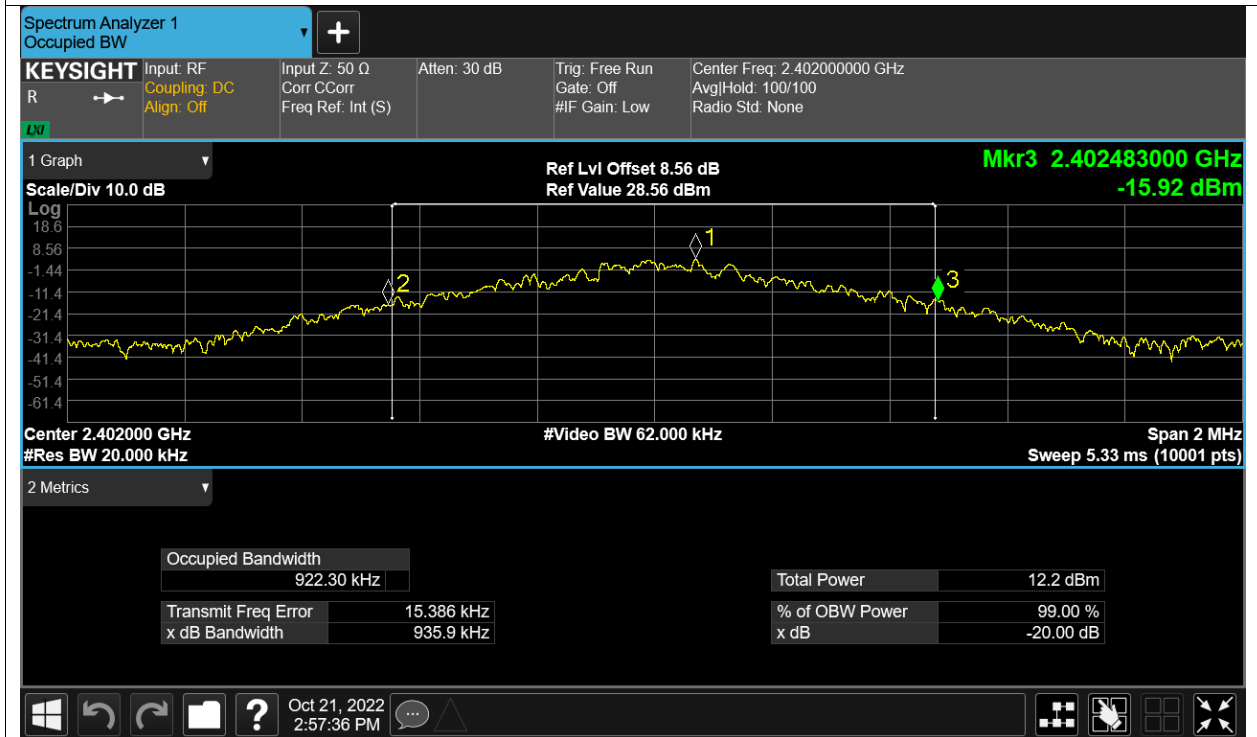 Spectrum Analyzer 1
Occupied BW
KEYSIGHT
R
LXI
Input: RF
Coupling: DC
Align: Off
Input Z: 50 Ω
Corr CCorr
Freq Ref: Int (S)
Atten: 30 dB
Trig: Free Run
Gate: Off
#IF Gain: Low
Center Freq: 2.402000000 GHz
Avg|Hold: 100/100
Radio Std: None
1 Graph
Scale/Div 10.0 dB
Ref Lvl Offset 8.56 dB
Ref Value 28.56 dBm
Mkr3 2.402483000 GHz
-15.92 dBm
Log
18.6
8.56
-1.44
-11.4
-21.4
-31.4
-41.4
-51.4
-61.4
1
2
3
Center 2.402000 GHz
#Video BW 62.000 kHz
Span 2 MHz
#Res BW 20.000 kHz
Sweep 5.33 ms (10001 pts)
2 Metrics
Occupied Bandwidth
922.30 kHz
Total Power 12.2 dBm
Transmit Freq Error 15.386 kHz
% of OBW Power 99.00 %
x dB Bandwidth 935.9 kHz
x dB -20.00 dB
?
Oct 21, 2022
2:57:36 PM